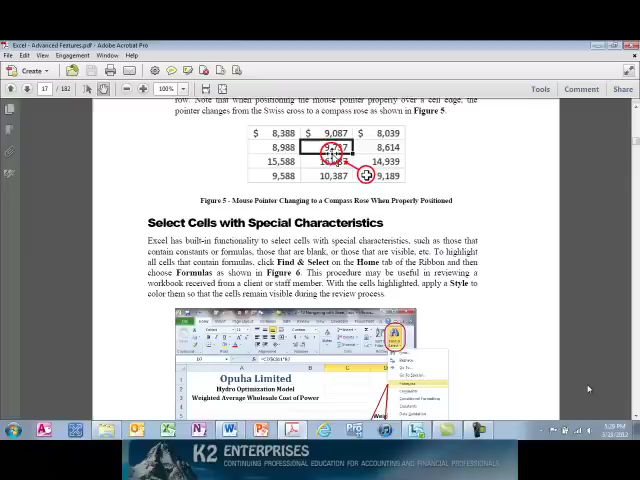 Excel - Advanced Features.pdf - Adobe Acrobat Pro
File Edit View Engagement Window Help
Create
17 / 182 100% Tools Comment Share
row. Note that when positioning the mouse pointer properly over a cell edge, the
pointer changes from the Swiss cross to a compass rose as shown in Figure 5.
$ 8,388 $ 9,087 $ 8,039
8,988 8,614
15,588 14,939
9,588 10,387 9,189
Figure 5 - Mouse Pointer Changing to a Compass Rose When Properly Positioned
Select Cells with Special Characteristics
Excel has built-in functionality to select cells with special characteristics, such as those that
contain constants or formulas, those that are blank, or those that are visible, etc. To highlight
all cells that contain formulas, click Find & Select on the Home tab of the Ribbon and then
choose Formulas as shown in Figure 6. This procedure may be useful in reviewing a
workbook received from a client or staff member. With the cells highlighted, apply a Style to
color them so that the cells remain visible during the review process.
Opuha Limited
Hydro Optimization Model
Weighted Average Wholesale Cost of Power
5:29 PM
K2 ENTERPRISES
CONTINUING PROFESSIONAL EDUCATION FOR ACCOUNTING AND FINANCIAL PROFESSIONALS